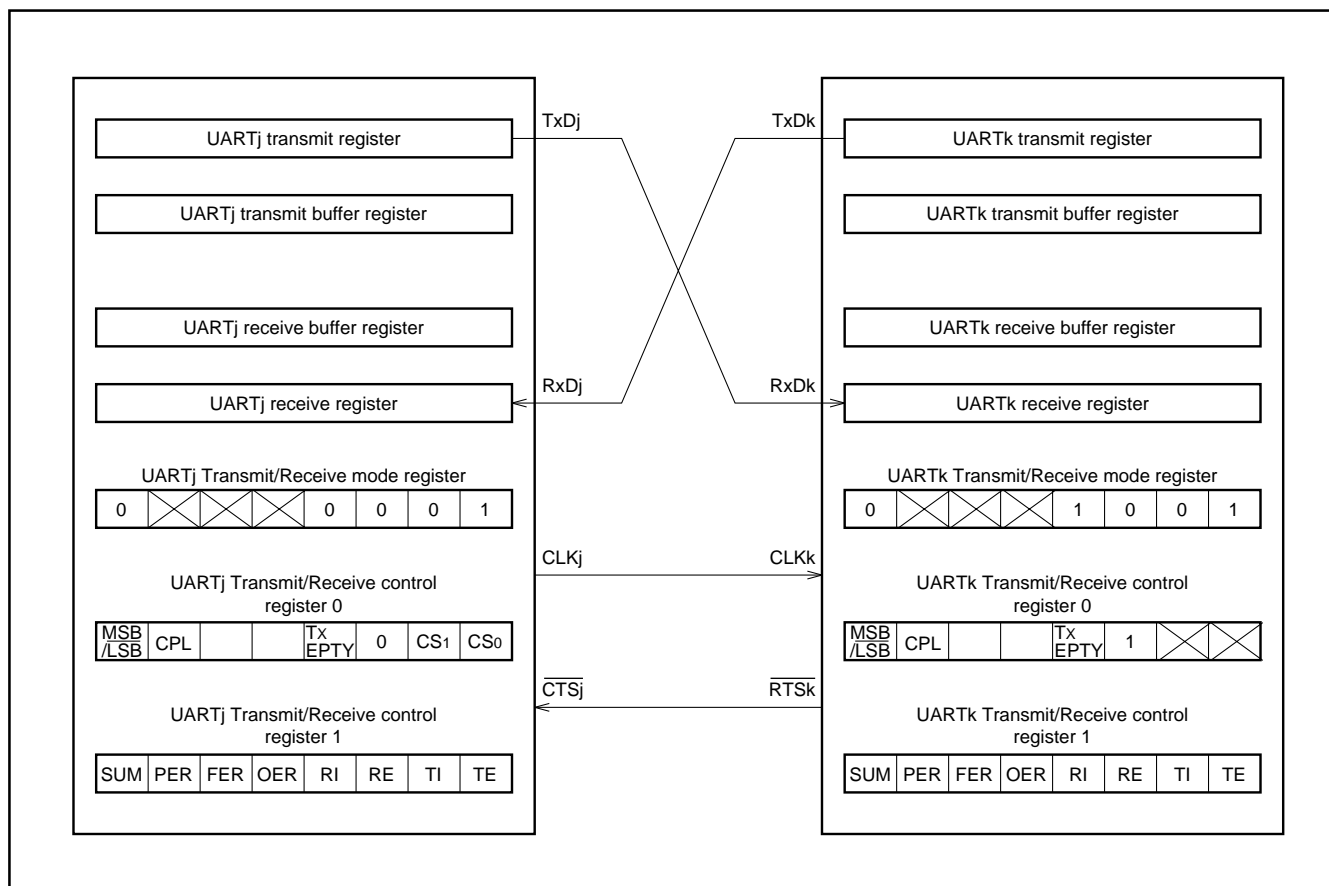 TxDj
TxDk
UARTj transmit register
UARTk transmit register
UARTj transmit buffer register
UARTk transmit buffer register
UARTj receive buffer register
UARTk receive buffer register
RxDj
RxDk
UARTj receive register
UARTk receive register
UARTj Transmit/Receive mode register
UARTk Transmit/Receive mode register
0 0 0 0 1
0 1 0 0 1
CLKj
CLKk
UARTj Transmit/Receive control
register 0
UARTk Transmit/Receive control
register 0
MSB
/LSB CPL Tx
EPTY 0 CS1 CS0
MSB
/LSB CPL Tx
EPTY 1
CTSj
RTSk
UARTj Transmit/Receive control
register 1
UARTk Transmit/Receive control
register 1
SUM PER FER OER RI RE TI TE
SUM PER FER OER RI RE TI TE